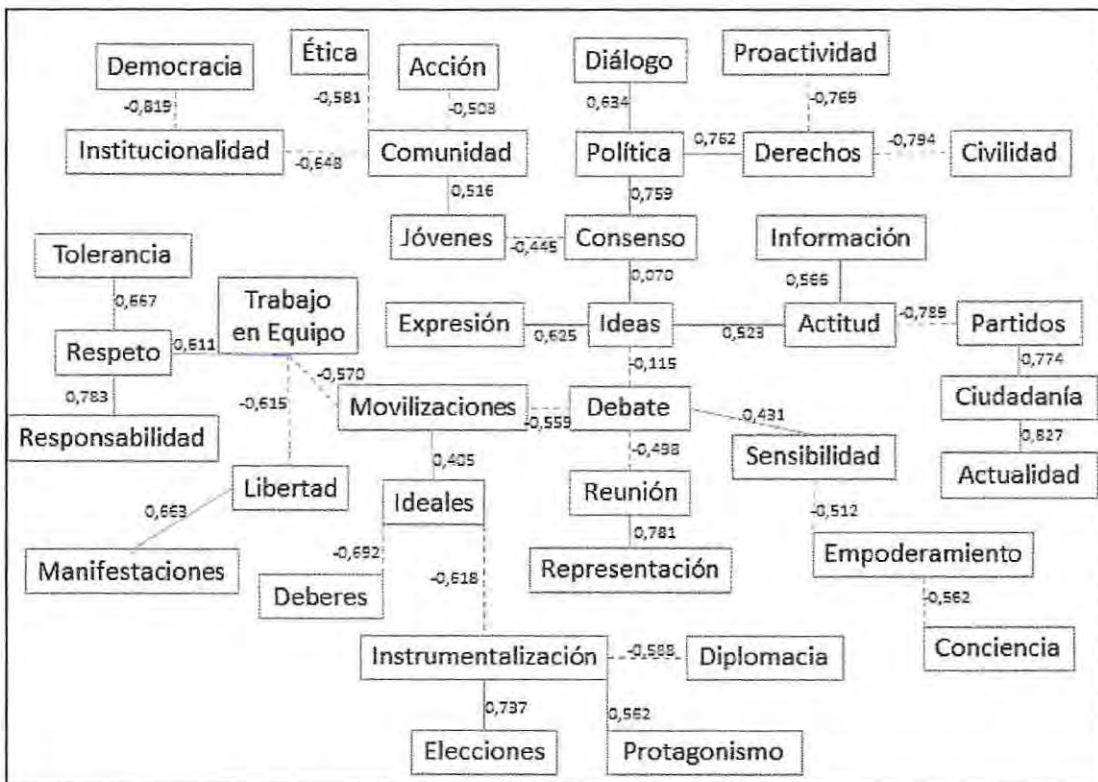 Ética
Democracia
Acción
Diálogo
Proactividad
-0,819
-0,581
-0,508
0,634
-0,769
Institucionalidad
-0,648
Comunidad
Política
0,762
Derechos
-0,794
Civilidad
0,516
0,759
Jóvenes
-0,445
Consenso
Información
Tolerancia
0,667
Trabajo
en Equipo
0,070
0,566
Expresión
0,625
Ideas
0,523
Actitud
Partidos
Respeto
0,611
-0,570
-0,115
0,774
0,783
-0,615
Movilizaciones
-0,559
Debate
0,431
Ciudadanía
Responsabilidad
0,405
-0,498
Sensibilidad
0,827
Actualidad
Libertad
Ideales
Reunión
-0,512
0,663
-0,692
0,781
Empoderamiento
Manifestaciones
Deberes
-0,618
Representación
-0,562
Instrumentalización
Diplomacia
Conciencia
0,737
0,562
Elecciones
Protagonismo